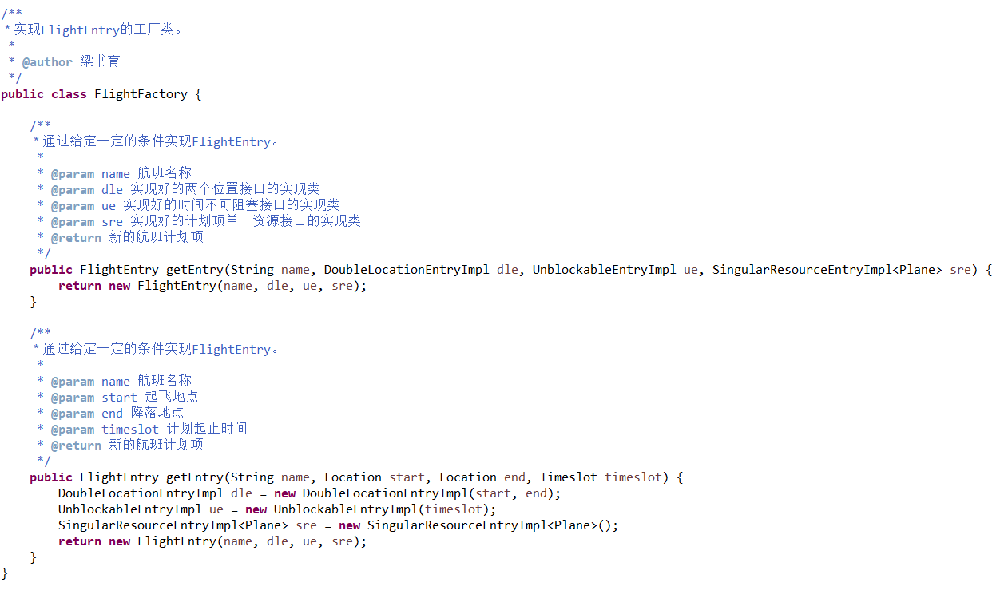 /**
 * 实现FlightEntry的工厂类。
 *
 * @author 梁书育
 */
public class FlightFactory {
    /**
     * 通过给定一定的条件实现FlightEntry。
     *
     * @param name 航班名称
     * @param dle 实现好的两个位置接口的实现类
     * @param ue 实现好的时间不可阻塞接口的实现类
     * @param sre 实现好的计划项单一资源接口的实现类
     * @return 新的航班计划项
     */
    public FlightEntry getEntry(String name, DoubleLocationEntryImpl dle, UnblockableEntryImpl ue, SingularResourceEntryImpl<Plane> sre) {
        return new FlightEntry(name, dle, ue, sre);
    }
    /**
     * 通过给定一定的条件实现FlightEntry。
     *
     * @param name 航班名称
     * @param start 起飞地点
     * @param end 降落地点
     * @param timeslot 计划起止时间
     * @return 新的航班计划项
     */
    public FlightEntry getEntry(String name, Location start, Location end, Timeslot timeslot) {
        DoubleLocationEntryImpl dle = new DoubleLocationEntryImpl(start, end);
        UnblockableEntryImpl ue = new UnblockableEntryImpl(timeslot);
        SingularResourceEntryImpl<Plane> sre = new SingularResourceEntryImpl<Plane>();
        return new FlightEntry(name, dle, ue, sre);
    }
}